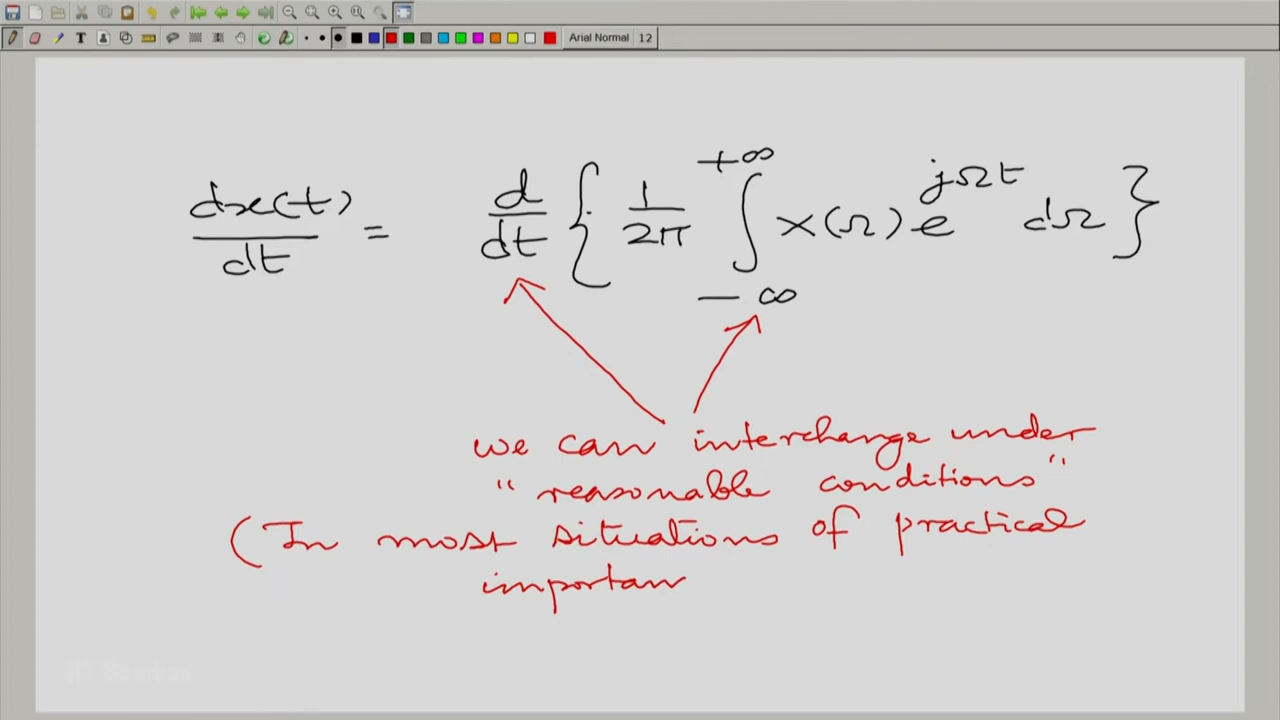 Arial Normal 12
dx(t)/dt = d/dt { 1/2π ∫_{-∞}^{+∞} X(Ω) e^{jΩt} dΩ }
we can interchange under
"reasonable conditions"
(In most situations of practical
importan